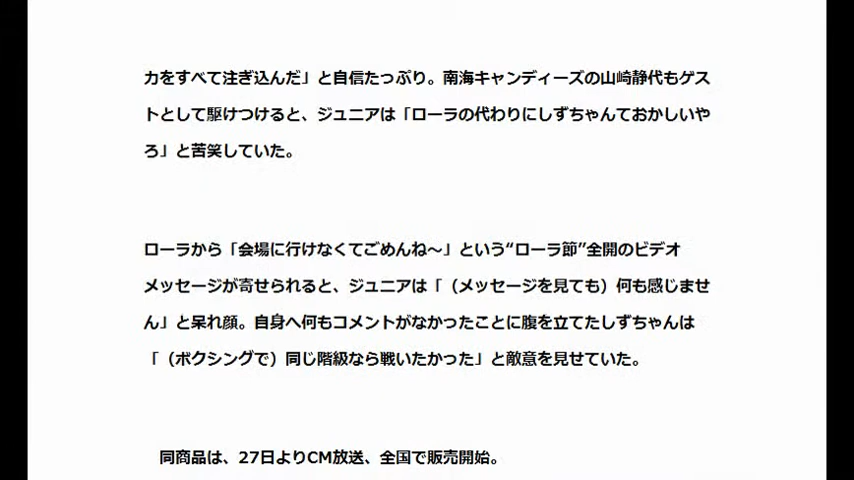 力をすべて注ぎ込んだ」と自信たっぷり。南海キャンディーズの山崎静代もゲス
トとして駆けつけると、ジュニアは「ローラの代わりにしずちゃんておかしいや
ろ」と苦笑していた。
ローラから「会場に行けなくてごめんね～」という“ローラ節”全開のビデオ
メッセージが寄せられると、ジュニアは「（メッセージを見ても）何も感じませ
ん」と呆れ顔。自身へ何もコメントがなかったことに腹を立てたしずちゃんは
「（ボクシングで）同じ階級なら戦いたかった」と敵意を見せていた。
同商品は、27日よりCM放送、全国で販売開始。